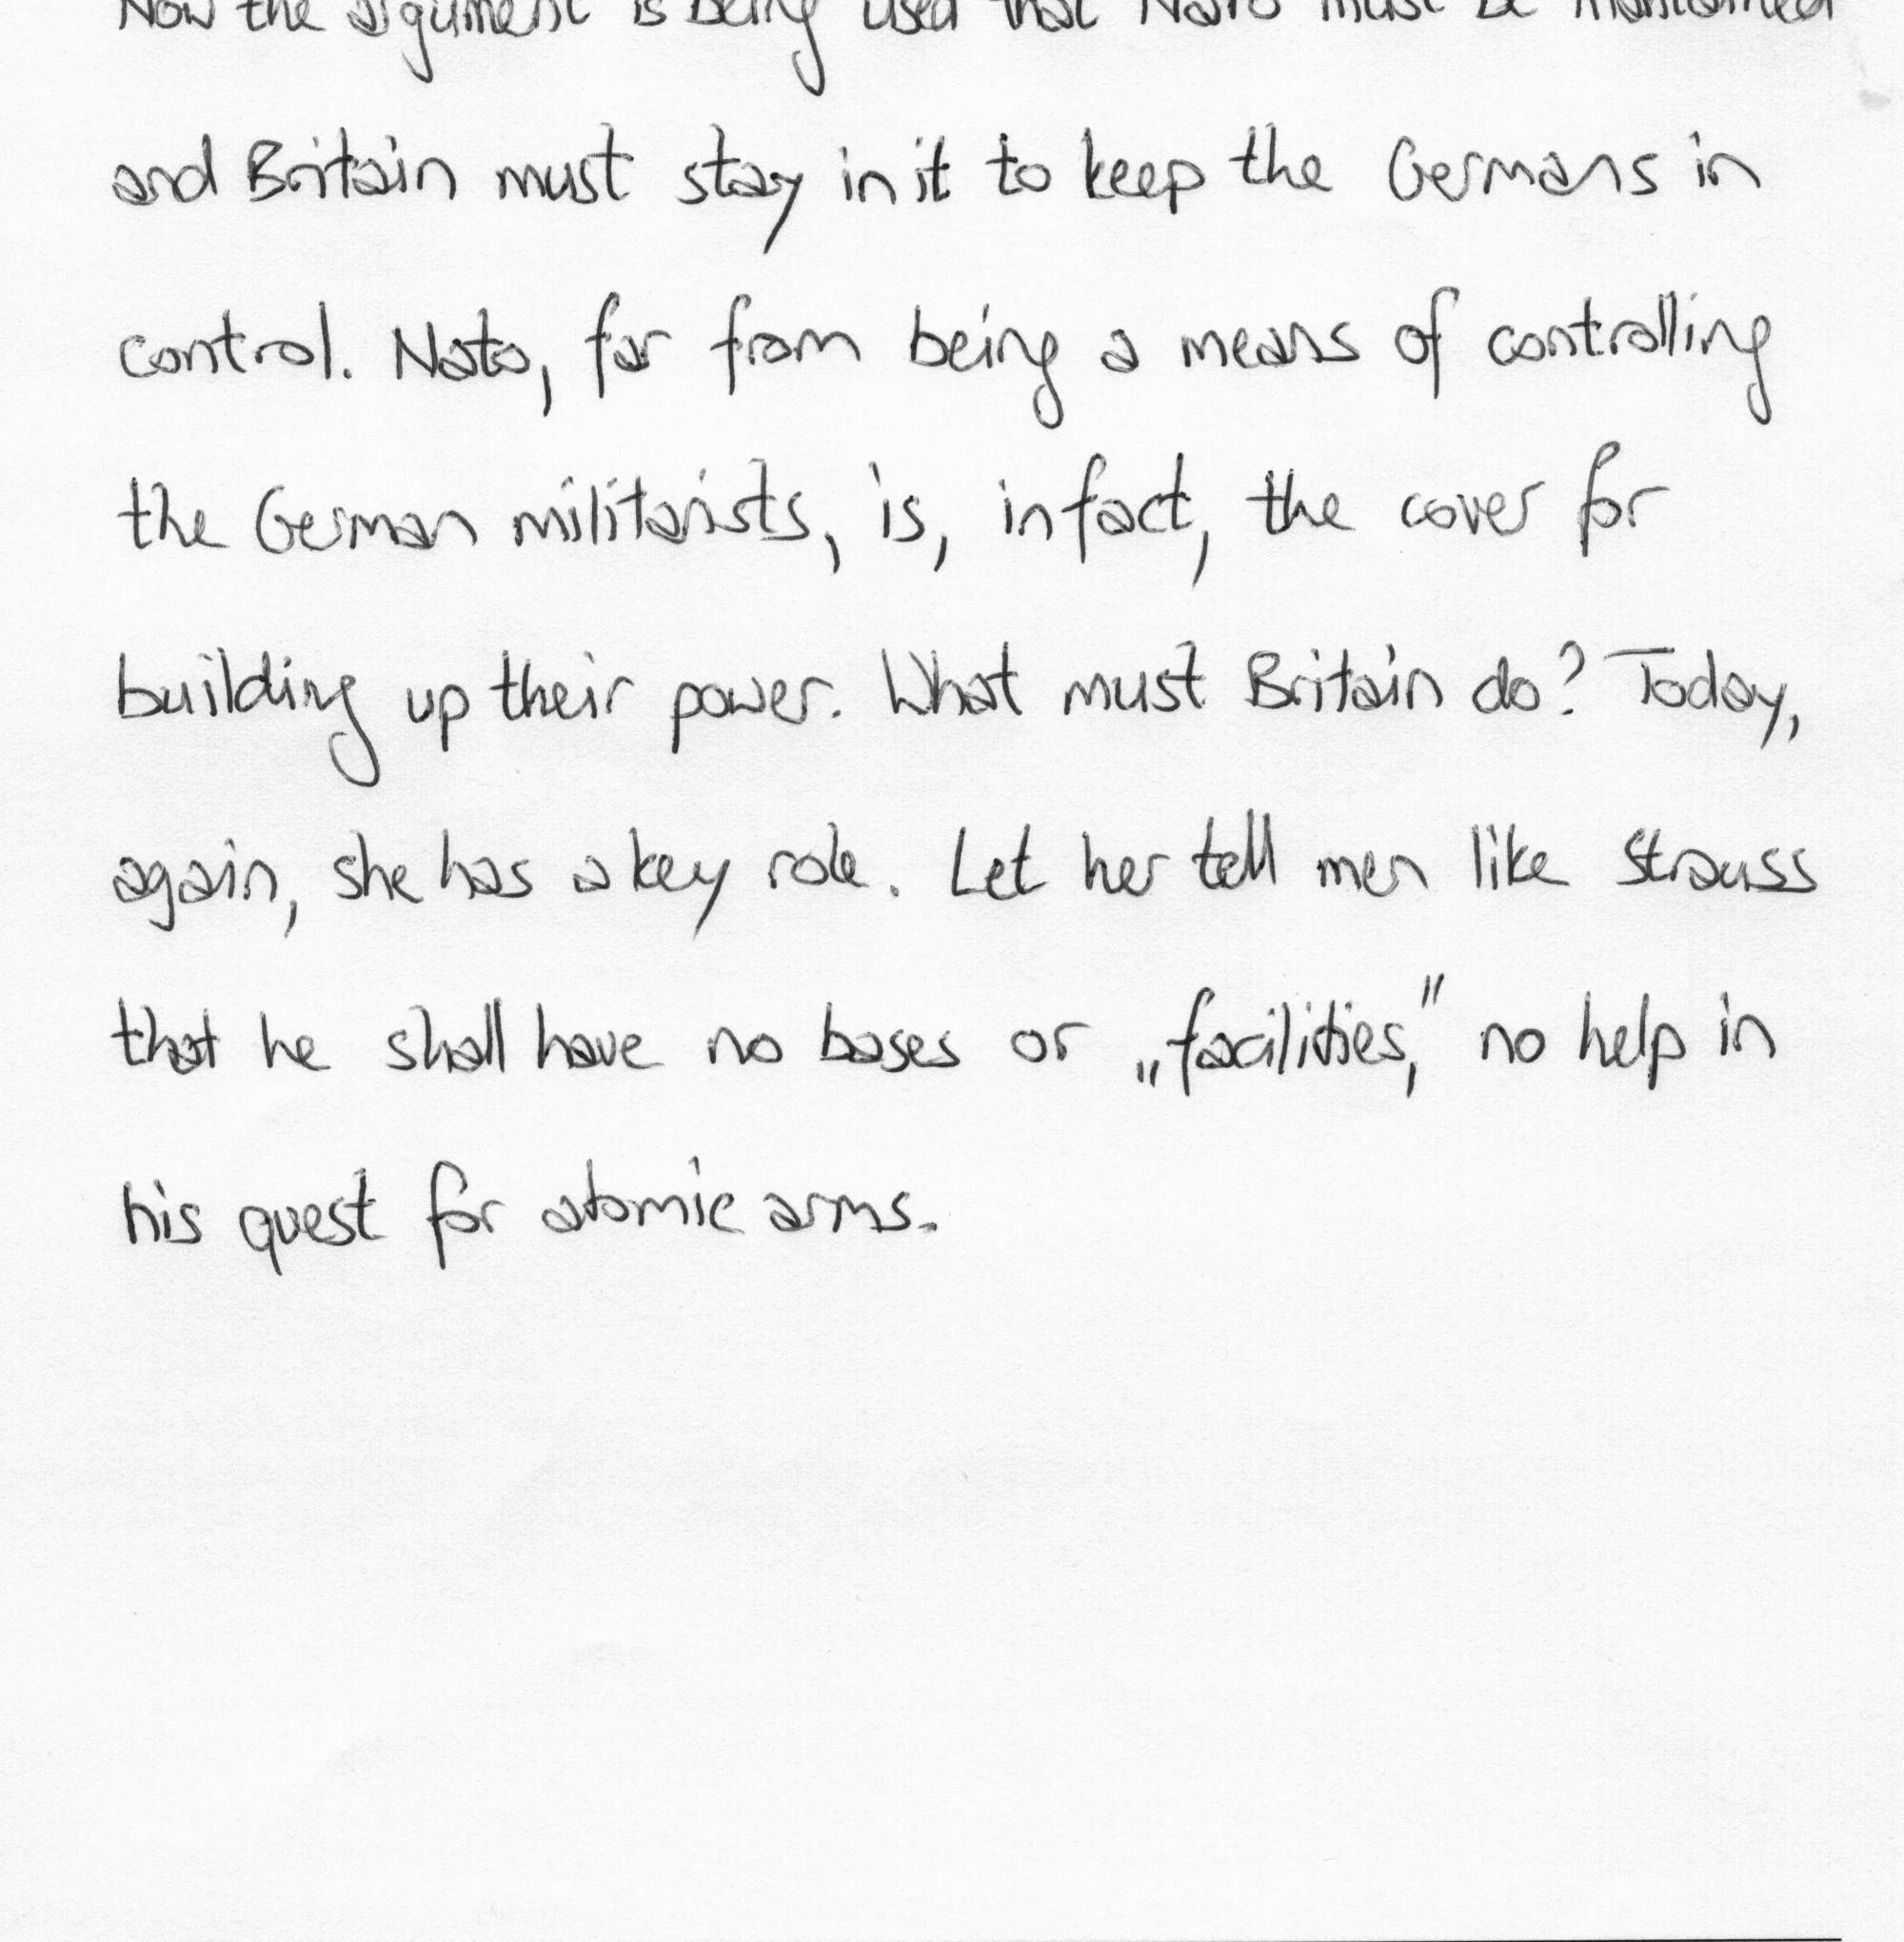 Now the argument is being used that Nato must be maintained
and Britain must stay in it to keep the Germans in
control. Nato, far from being a means of controlling
the German militarists, is, in fact, the cover for
building up their power. What must Britain do? Today,
again, she has a key role. Let her tell men like Strauss
that he shall have no bases or „facilities," no help in
his quest for atomic arms.